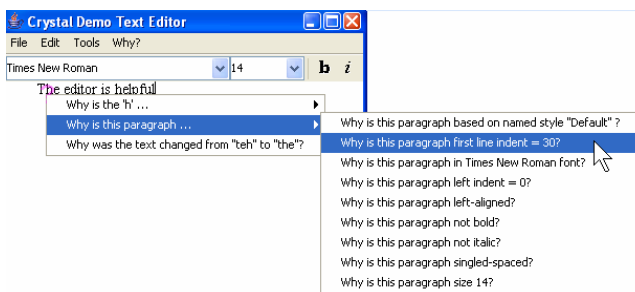 Crystal Demo Text Editor
File Edit Tools Why?
Times New Roman 14 b i
The editor is helpful
Why is the 'h' ...
Why is this paragraph ...
Why was the text changed from "teh" to "the"?
Why is this paragraph based on named style "Default" ?
Why is this paragraph first line indent = 30?
Why is this paragraph in Times New Roman font?
Why is this paragraph left indent = 0?
Why is this paragraph left-aligned?
Why is this paragraph not bold?
Why is this paragraph not italic?
Why is this paragraph singled-spaced?
Why is this paragraph size 14?